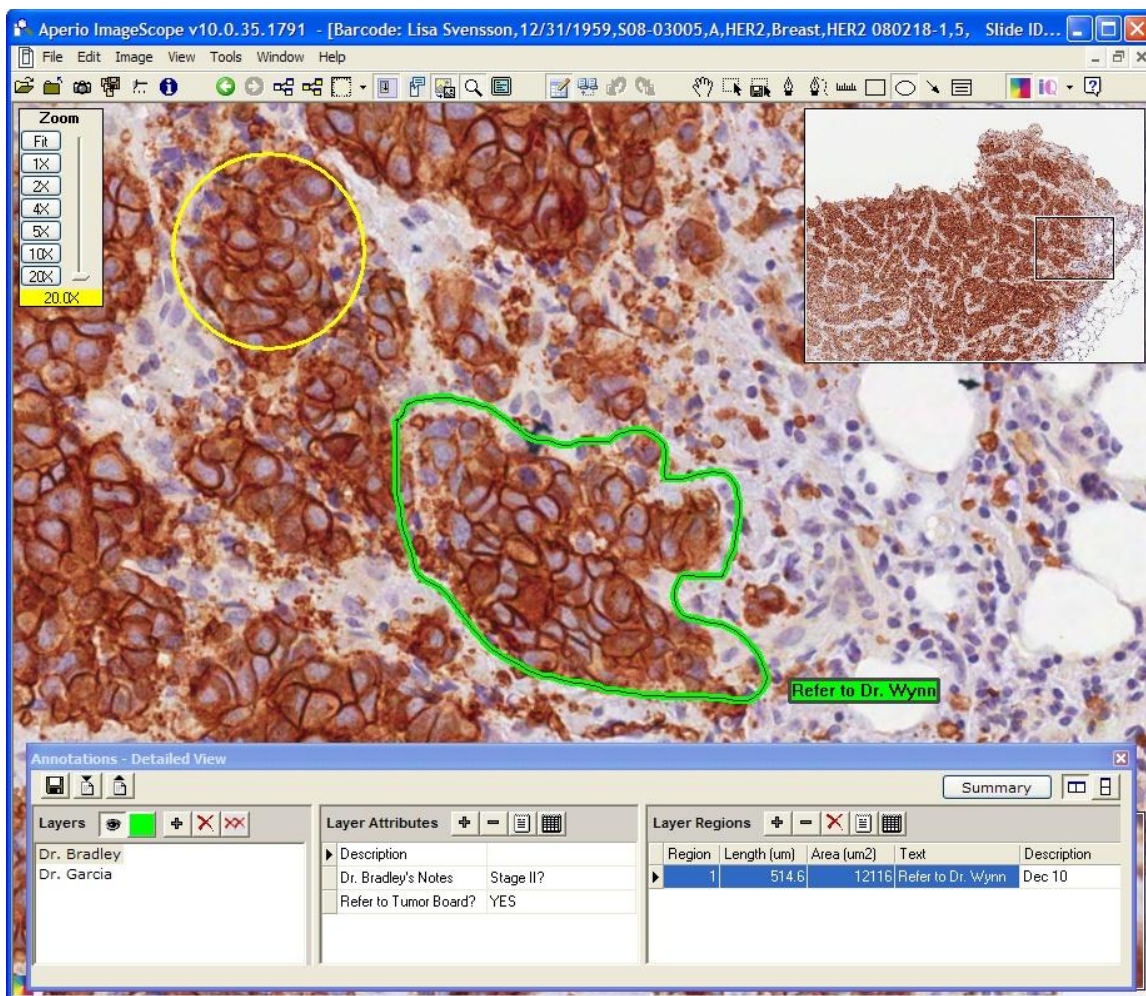 Aperio ImageScope v10.0.35.1791 - [Barcode: Lisa Svensson,12/31/1959,S08-03005,A,HER2,Breast,HER2 080218-1,5, Slide ID...
File Edit Image View Tools Window Help
iQ
Zoom
Fit
1X
2X
4X
5X
10X
20X
20.0X
Refer to Dr. Wynn
Annotations - Detailed View
Summary
Layers
Dr. Bradley
Dr. Garcia
Layer Attributes
Description
Dr. Bradley's Notes Stage II?
Refer to Tumor Board? YES
Layer Regions
Region Length (um) Area (um2) Text Description
1 514.6 12116 Refer to Dr. Wynn Dec 10